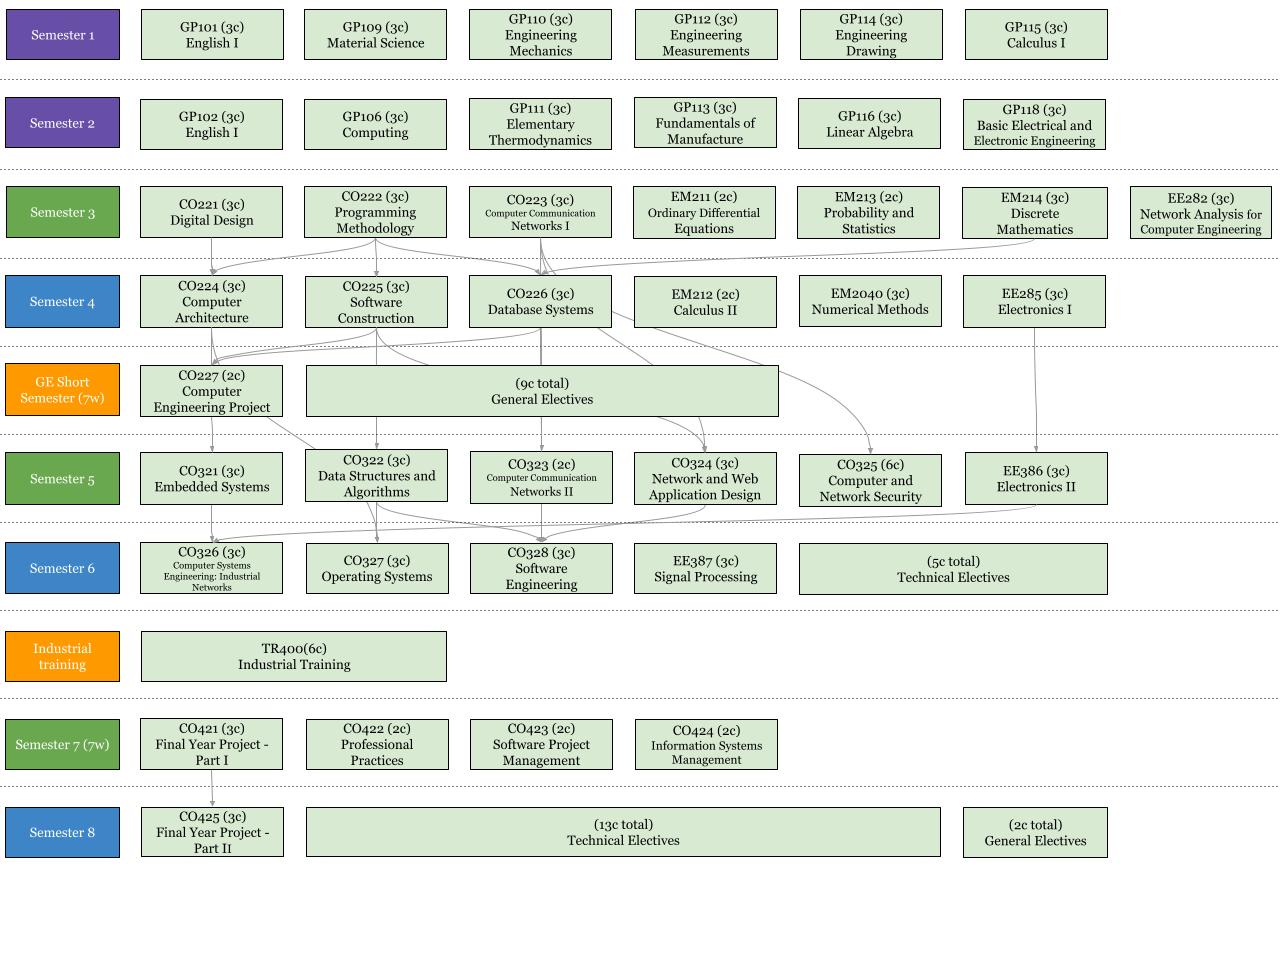 Semester 1
GP101 (3c)
English I
GP109 (3c)
Material Science
GP110 (3c)
Engineering
Mechanics
GP112 (3c)
Engineering
Measurements
GP114 (3c)
Engineering
Drawing
GP115 (3c)
Calculus I
Semester 2
GP102 (3c)
English I
GP106 (3c)
Computing
GP111 (3c)
Elementary
Thermodynamics
GP113 (3c)
Fundamentals of
Manufacture
GP116 (3c)
Linear Algebra
GP118 (3c)
Basic Electrical and
Electronic Engineering
Semester 3
CO221 (3c)
Digital Design
CO222 (3c)
Programming
Methodology
CO223 (3c)
Computer Communication
Networks I
EM211 (2c)
Ordinary Differential
Equations
EM213 (2c)
Probability and
Statistics
EM214 (3c)
Discrete
Mathematics
EE282 (3c)
Network Analysis for
Computer Engineering
Semester 4
CO224 (3c)
Computer
Architecture
CO225 (3c)
Software
Construction
CO226 (3c)
Database Systems
EM212 (2c)
Calculus II
EM2040 (3c)
Numerical Methods
EE285 (3c)
Electronics I
GE Short
Semester (7w)
CO227 (2c)
Computer
Engineering Project
(9c total)
General Electives
Semester 5
CO321 (3c)
Embedded Systems
CO322 (3c)
Data Structures and
Algorithms
CO323 (2c)
Computer Communication
Networks II
CO324 (3c)
Network and Web
Application Design
CO325 (6c)
Computer and
Network Security
EE386 (3c)
Electronics II
Semester 6
CO326 (3c)
Computer Systems
Engineering: Industrial
Networks
CO327 (3c)
Operating Systems
CO328 (3c)
Software
Engineering
EE387 (3c)
Signal Processing
(5c total)
Technical Electives
Industrial
training
TR400(6c)
Industrial Training
Semester 7 (7w)
CO421 (3c)
Final Year Project -
Part I
CO422 (2c)
Professional
Practices
CO423 (2c)
Software Project
Management
CO424 (2c)
Information Systems
Management
Semester 8
CO425 (3c)
Final Year Project -
Part II
(13c total)
Technical Electives
(2c total)
General Electives